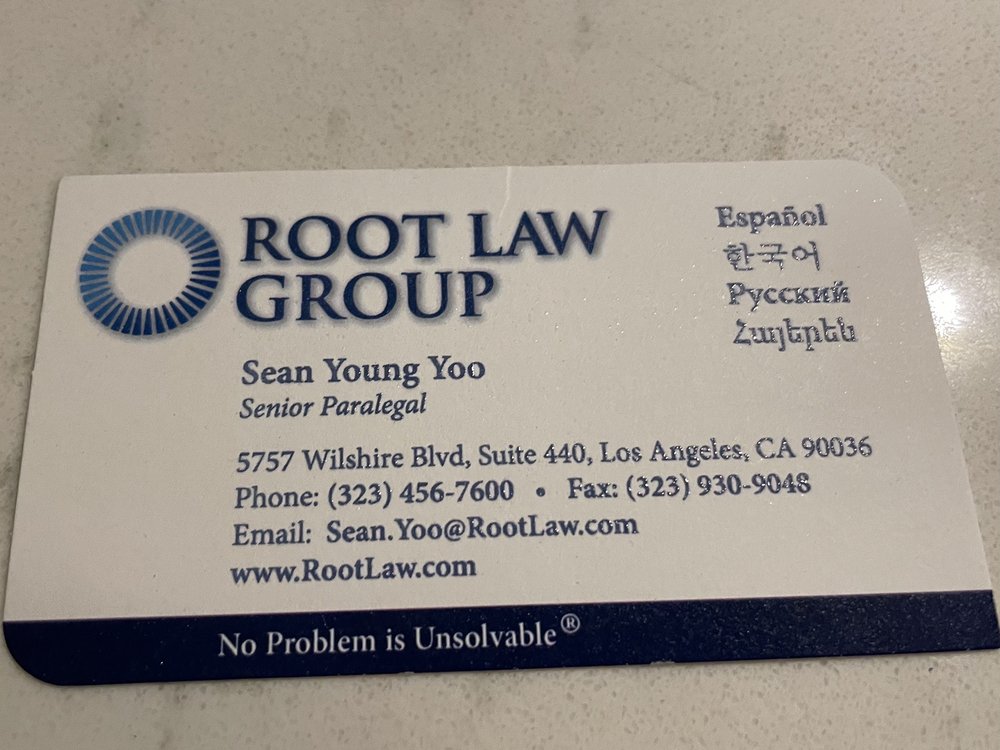 ROOT LAW
GROUP
Español
한국어
Русский
Հայերեն
Sean Young Yoo
Senior Paralegal
5757 Wilshire Blvd, Suite 440, Los Angeles, CA 90036
Phone: (323) 456-7600 • Fax: (323) 930-9048
Email: Sean.Yoo@RootLaw.com
www.RootLaw.com
No Problem is Unsolvable®